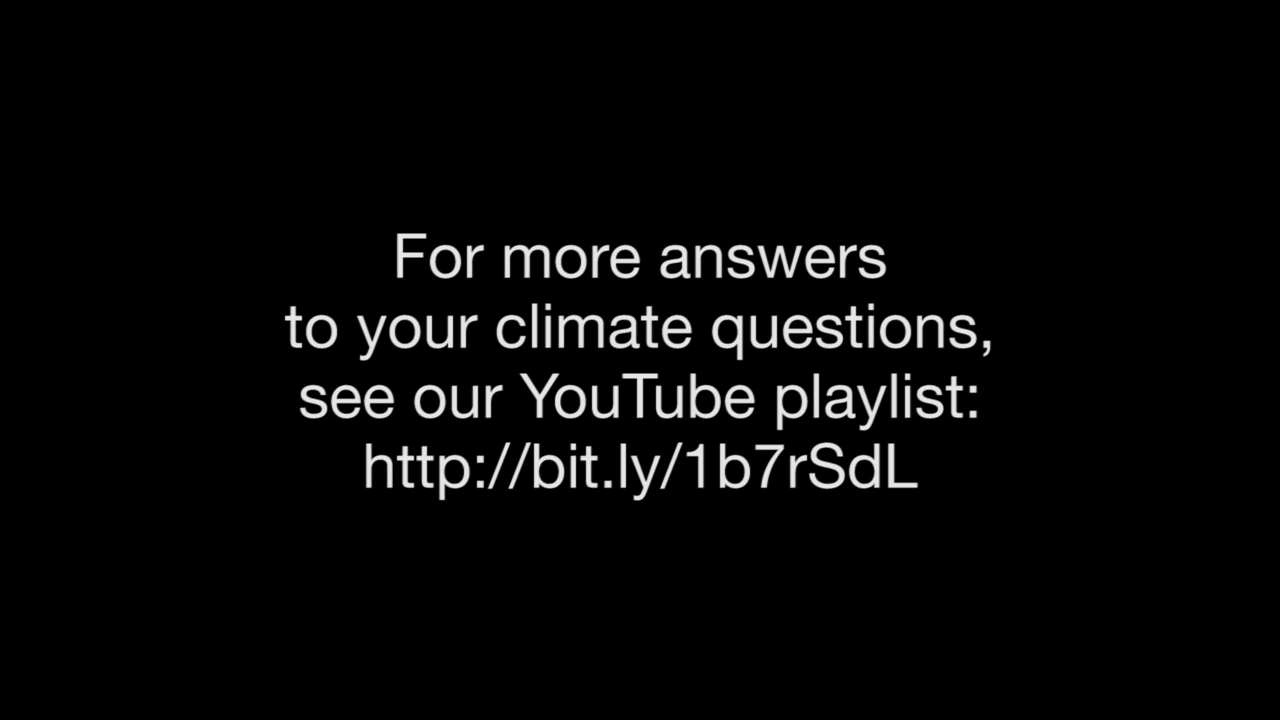 For more answers
to your climate questions,
see our YouTube playlist:
http://bit.ly/1b7rSdL